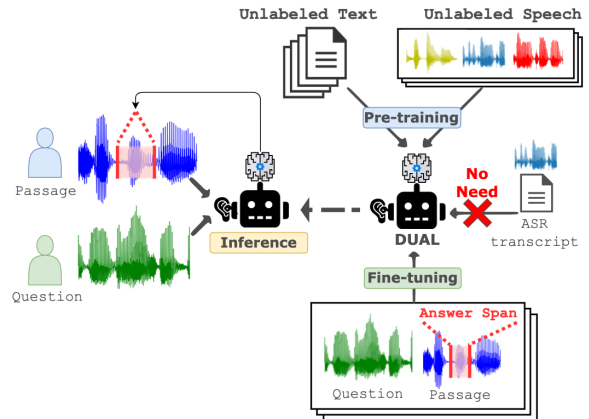 Unlabeled Text
Unlabeled Speech
Pre-training
Passage
No
Need
ASR
transcript
DUAL
Inference
Question
Fine-tuning
Answer Span
Question
Passage